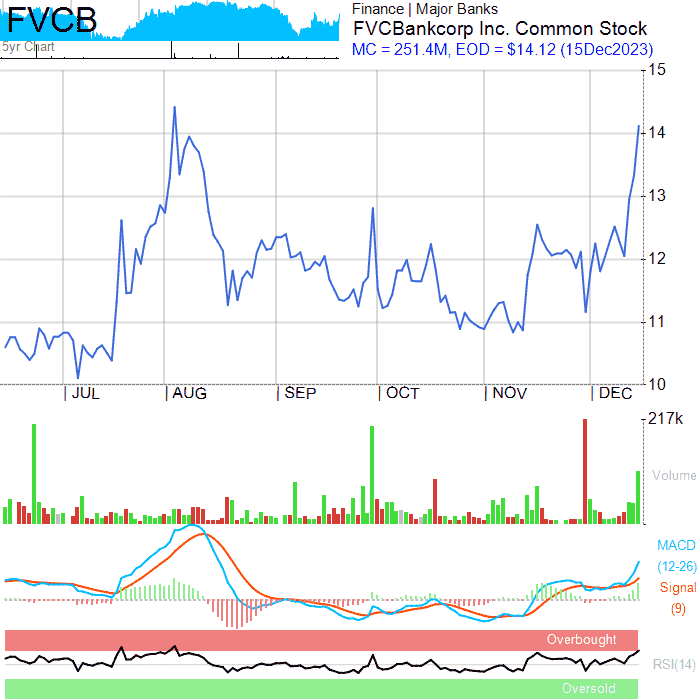 FVCB
5yr Chart
Finance | Major Banks
FVCBankcorp Inc. Common Stock
MC = 251.4M, EOD = $14.12 (15Dec2023)
15
14
13
12
11
10
| JUL | AUG | SEP | OCT | NOV | DEC
217k
Volume
MACD
(12-26)
Signal
(9)
Overbought
RSI(14)
Oversold